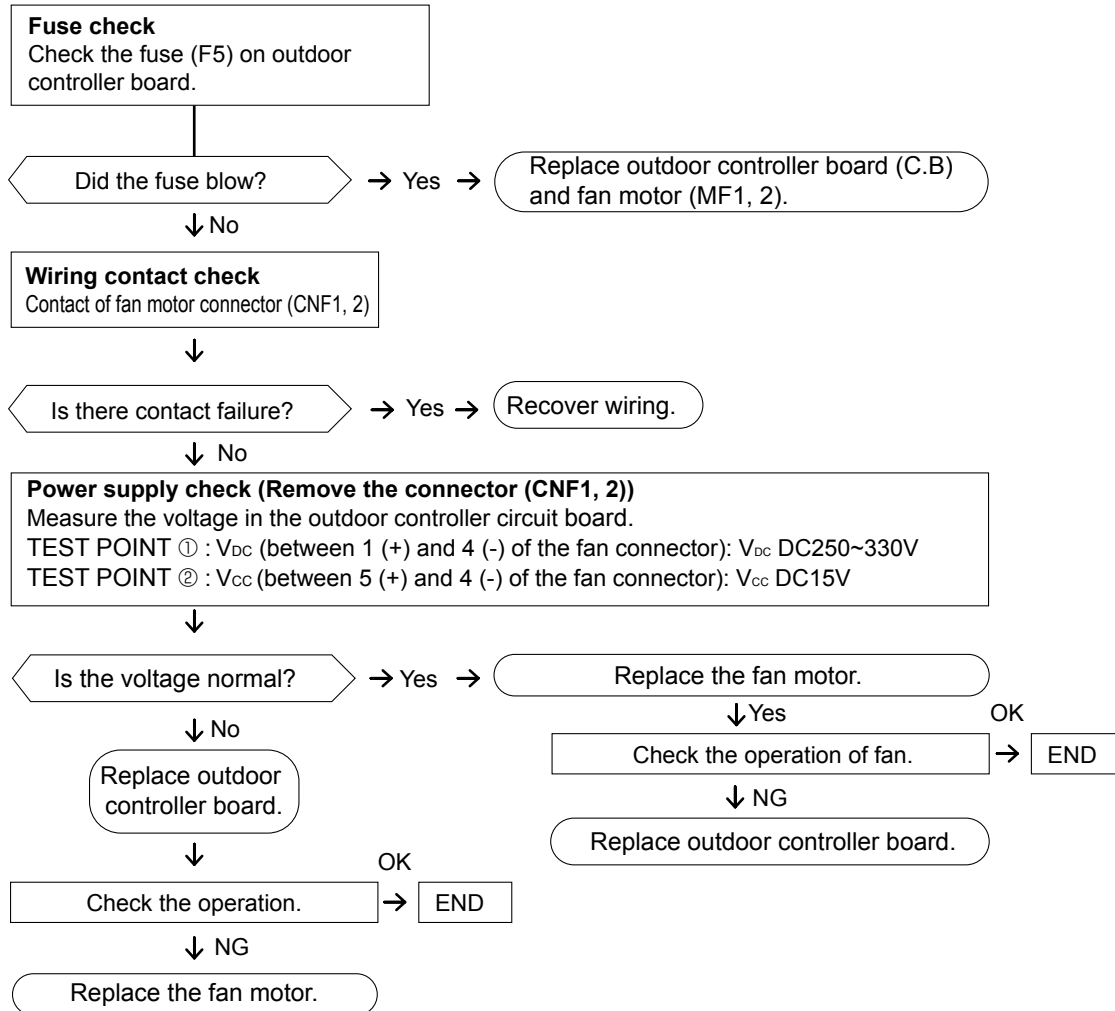 Fuse check
Check the fuse (F5) on outdoor
controller board.
Did the fuse blow?
Yes
Replace outdoor controller board (C.B)
and fan motor (MF1, 2).
No
Wiring contact check
Contact of fan motor connector (CNF1, 2)
Is there contact failure?
Yes
Recover wiring.
No
Power supply check (Remove the connector (CNF1, 2))
Measure the voltage in the outdoor controller circuit board.
TEST POINT ① : VDC (between 1 (+) and 4 (-) of the fan connector): VDC DC250~330V
TEST POINT ② : VCC (between 5 (+) and 4 (-) of the fan connector): Vcc DC15V
Is the voltage normal?
Yes
Replace the fan motor.
Yes
OK
Check the operation of fan.
END
NG
Replace outdoor controller board.
No
Replace outdoor
controller board.
OK
Check the operation.
END
NG
Replace the fan motor.